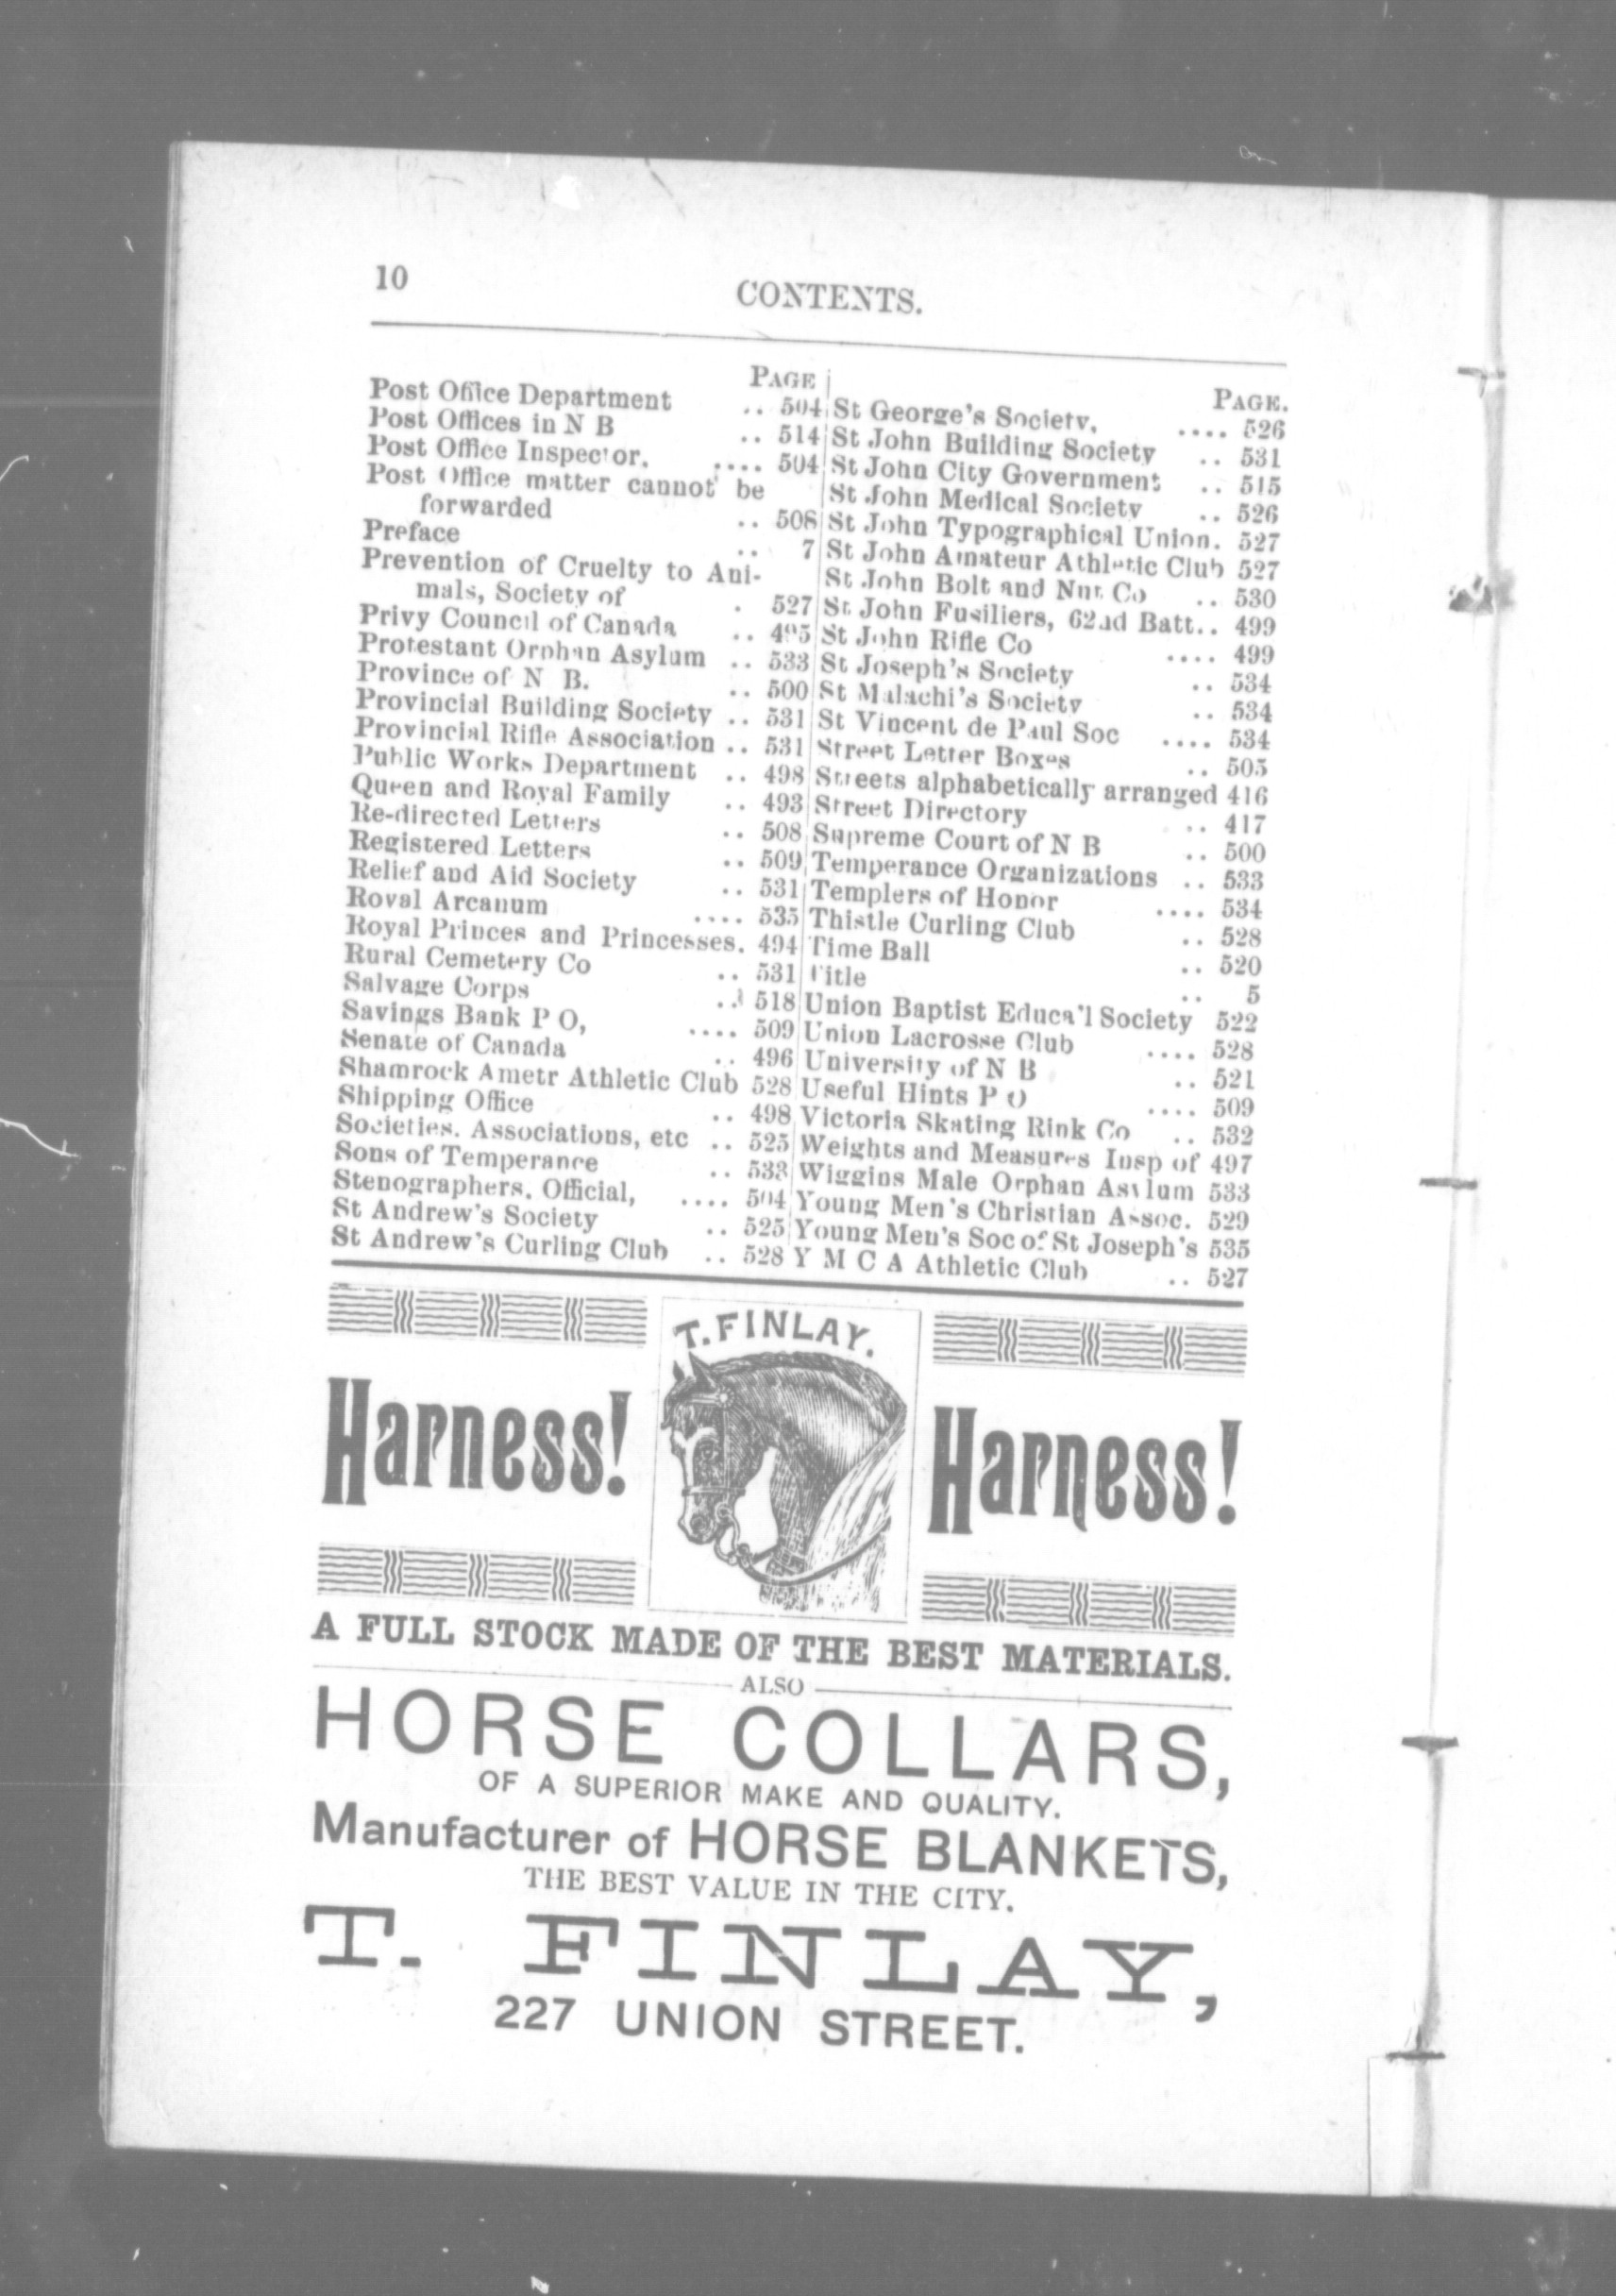 10
CONTENTS.
PAGE
Post Office Department .. 504
Post Offices in N B .. 514
Post Office Inspector, .... 504
Post Office matter cannot be
forwarded .. 508
Preface .. 7
Prevention of Cruelty to Ani-
mals, Society of . 527
Privy Council of Canada .. 495
Protestant Orphan Asylum .. 533
Province of N B. .. 500
Provincial Building Society .. 531
Provincial Rifle Association .. 531
Public Works Department .. 498
Queen and Royal Family .. 493
Re-directed Letters .. 508
Registered Letters .. 509
Relief and Aid Society .. 531
Royal Arcanum .... 535
Royal Princes and Princesses. 494
Rural Cemetery Co .. 531
Salvage Corps .. 518
Savings Bank P O, .... 509
Senate of Canada .. 496
Shamrock Ametr Athletic Club 528
Shipping Office .. 498
Societies, Associations, etc .. 525
Sons of Temperance .. 533
Stenographers, Official, .... 504
St Andrew's Society .. 525
St Andrew's Curling Club .. 528
PAGE.
St George's Society, .... 526
St John Building Society .. 531
St John City Government .. 515
St John Medical Society .. 526
St John Typographical Union. 527
St John Amateur Athletic Club 527
St John Bolt and Nut Co .. 530
St John Fusiliers, 62nd Batt.. 499
St John Rifle Co .... 499
St Joseph's Society .. 534
St Malachi's Society .. 534
St Vincent de Paul Soc .... 534
Street Letter Boxes .. 505
Streets alphabetically arranged 416
Street Directory .. 417
Supreme Court of N B .. 500
Temperance Organizations .. 533
Templers of Honor .... 534
Thistle Curling Club .. 528
Time Ball .. 520
Title .. 5
Union Baptist Educa'l Society 522
Union Lacrosse Club .... 528
University of N B .. 521
Useful Hints P O .... 509
Victoria Skating Rink Co .. 532
Weights and Measures Insp of 497
Wiggins Male Orphan Asylum 533
Young Men's Christian Assoc. 529
Young Men's Soc of St Joseph's 535
Y M C A Athletic Club .. 527
T. FINLAY.
Harness! Harness!
A FULL STOCK MADE OF THE BEST MATERIALS.
ALSO
HORSE COLLARS,
OF A SUPERIOR MAKE AND QUALITY.
Manufacturer of HORSE BLANKETS,
THE BEST VALUE IN THE CITY.
T. FINLAY,
227 UNION STREET.